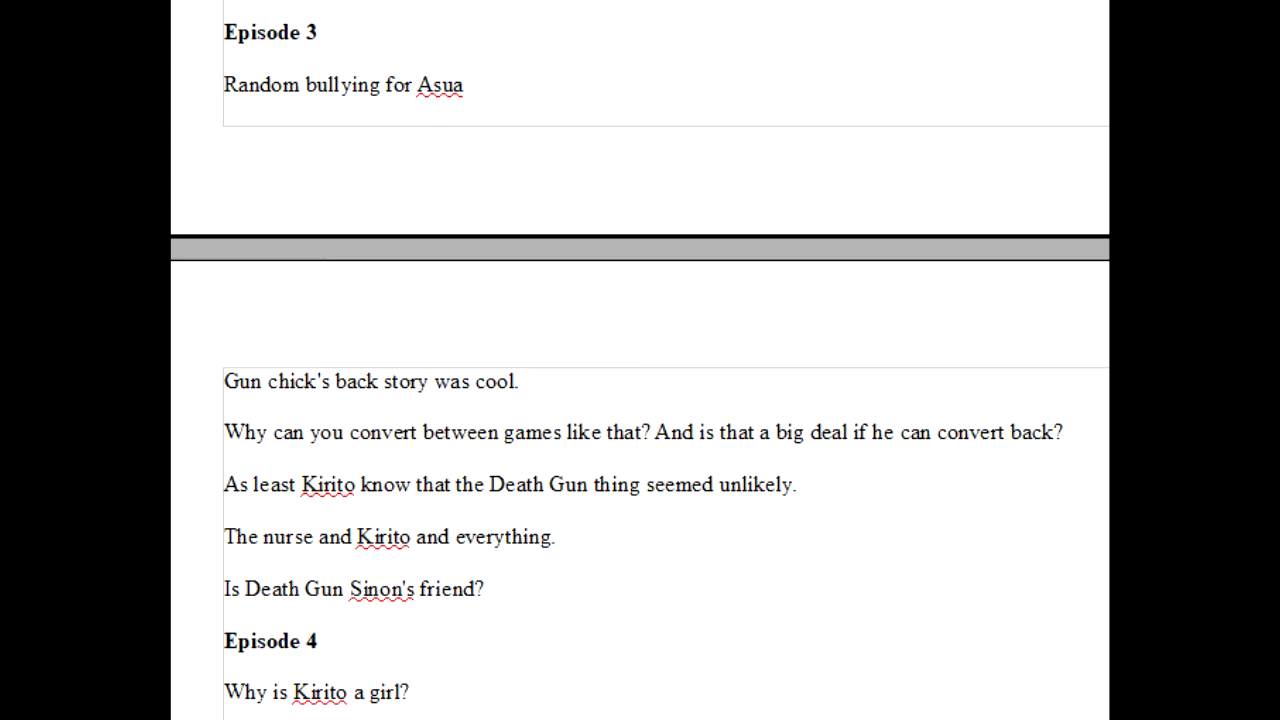 Episode 3
Random bullying for Asua
Gun chick's back story was cool.
Why can you convert between games like that? And is that a big deal if he can convert back?
As least Kirito know that the Death Gun thing seemed unlikely.
The nurse and Kirito and everything.
Is Death Gun Sinon's friend?
Episode 4
Why is Kirito a girl?